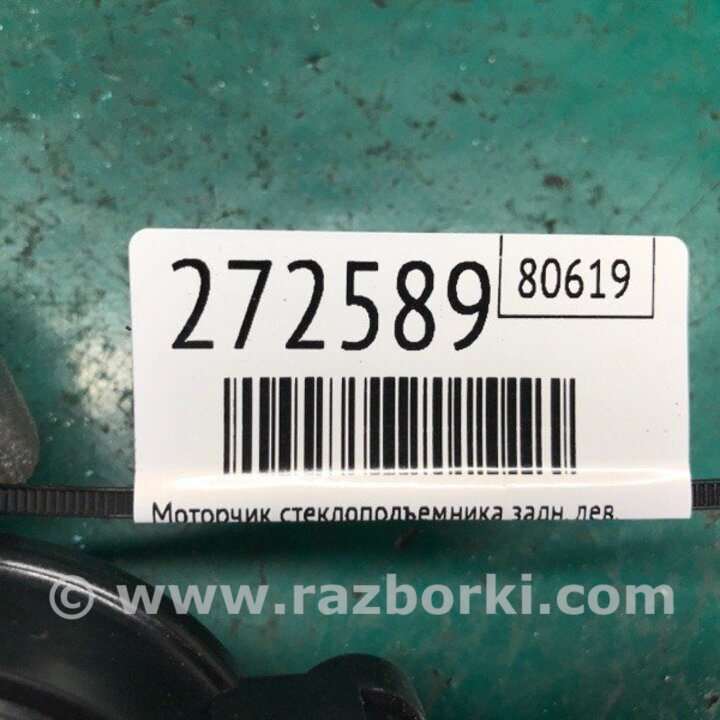 272589
80619
Моторчик стеклоподъемника задн. лев.
© www.razborki.com